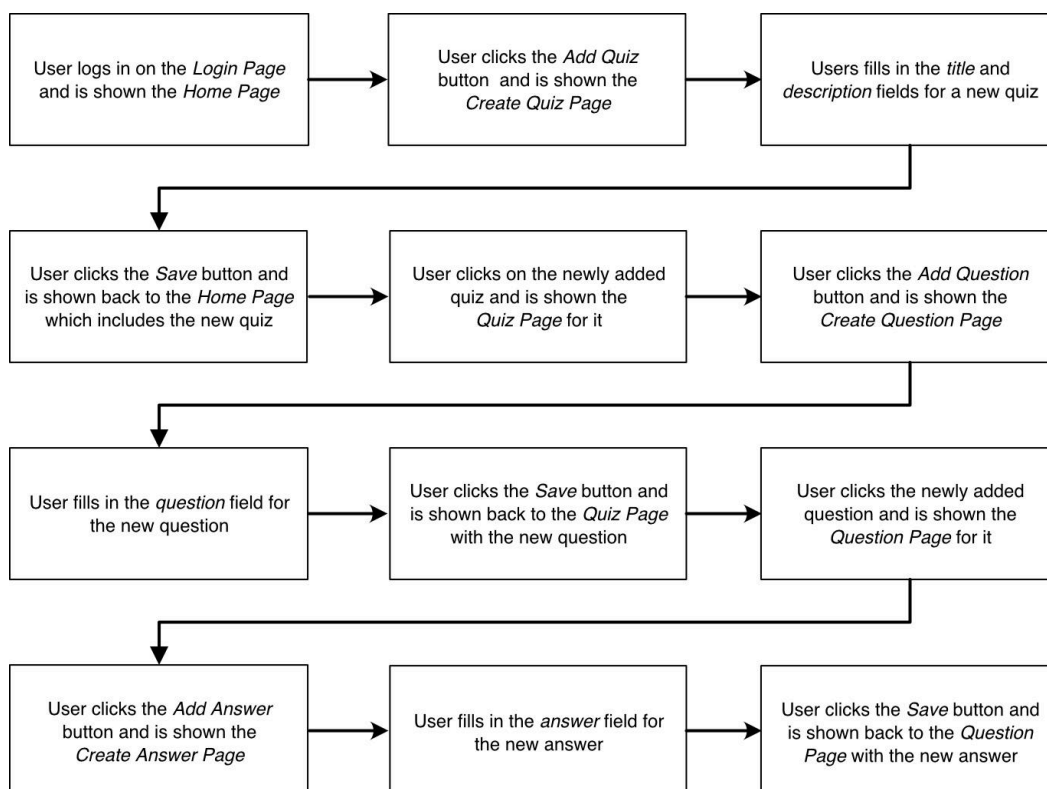 User logs in on the Login Page
and is shown the Home Page
User clicks the Add Quiz
button and is shown the
Create Quiz Page
Users fills in the title and
description fields for a new quiz
User clicks the Save button and
is shown back to the Home Page
which includes the new quiz
User clicks on the newly added
quiz and is shown the
Quiz Page for it
User clicks the Add Question
button and is shown the
Create Question Page
User fills in the question field for
the new question
User clicks the Save button and
is shown back to the Quiz Page
with the new question
User clicks the newly added
question and is shown the
Question Page for it
User clicks the Add Answer
button and is shown the
Create Answer Page
User fills in the answer field for
the new answer
User clicks the Save button and
is shown back to the Question
Page with the new answer